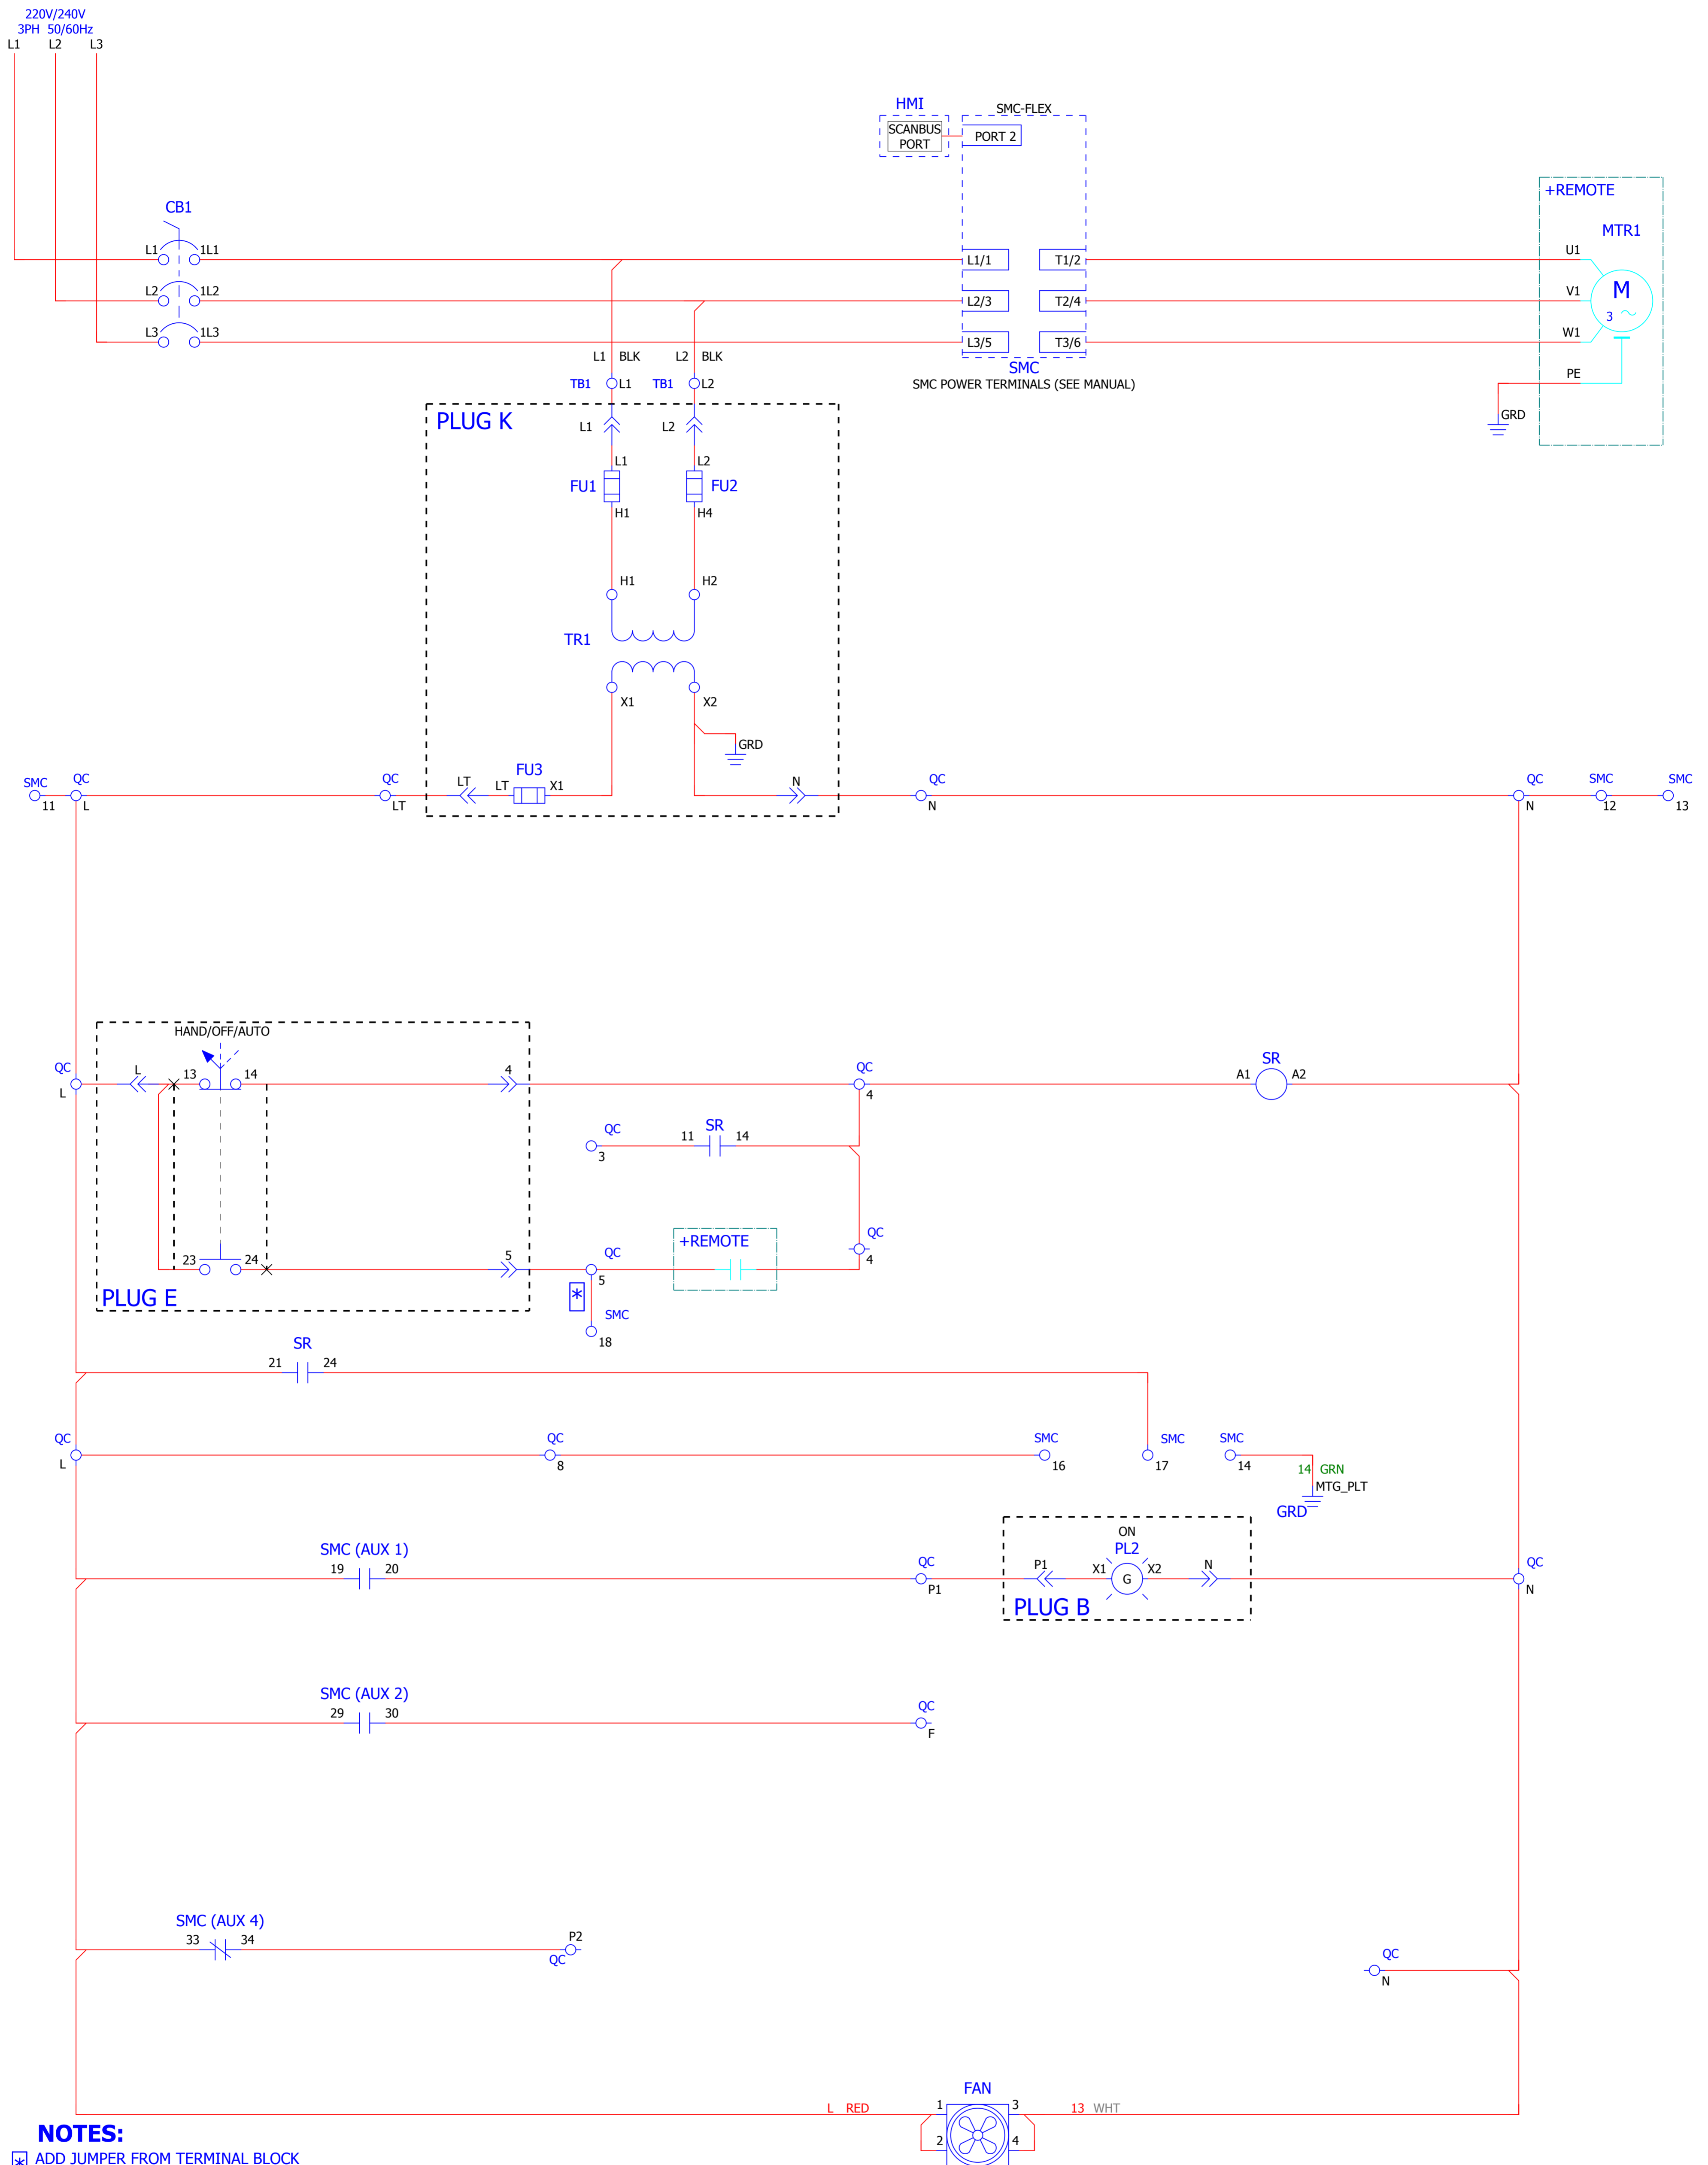 220V/240V
3PH 50/60Hz
L1 L2 L3
HMI
SCANBUS
PORT
SMC-FLEX
PORT 2
+REMOTE
MTR1
CB1
L1 1L1
L2 1L2
L3 1L3
L1/1 T1/2
L2/3 T2/4
L3/5 T3/6
U1
V1
W1
PE
M
3
GRD
SMC
SMC POWER TERMINALS (SEE MANUAL)
L1 BLK L2 BLK
TB1 L1 TB1 L2
PLUG K
L1 L2
L1 L2
FU1 FU2
H1 H4
H1 H2
TR1
X1 X2
GRD
SMC QC QC LT LT FU3 X1 N QC QC SMC SMC
11 L LT N N 12 13
HAND/OFF/AUTO
QC L 13 14 4 QC A1 SR A2
L 4
QC 11 SR 14
3
23 24 5 QC +REMOTE QC
5 4
PLUG E
*
SMC
18
SR
21 24
QC QC SMC SMC SMC
L 8 16 17 14
14 GRN
MTG_PLT
GRD
SMC (AUX 1)
19 20
QC
P1
ON
PL2
P1 X1 G X2 N
PLUG B
QC
N
SMC (AUX 2)
29 30
QC
F
SMC (AUX 4)
33 34
P2
QC
QC
N
FAN
L RED 1 3 13 WHT
2 4
NOTES:
* ADD JUMPER FROM TERMINAL BLOCK